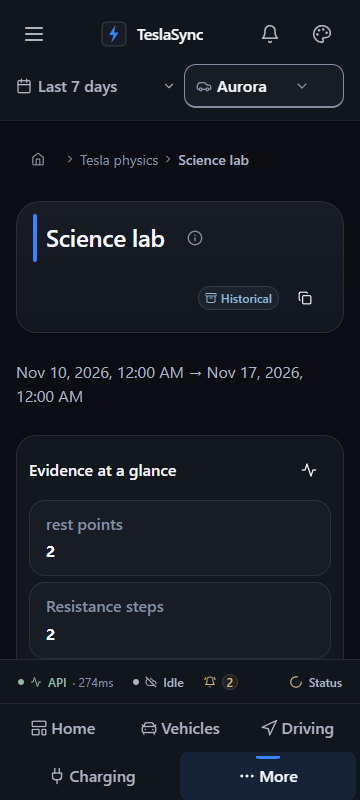 TeslaSync
Last 7 days
Aurora
Tesla physics
Science lab
Science lab
Historical
Nov 10, 2026, 12:00 AM → Nov 17, 2026,
12:00 AM
Evidence at a glance
rest points
2
Resistance steps
2
API · 274ms
Idle
2
Status
Home
Vehicles
Driving
Charging
More